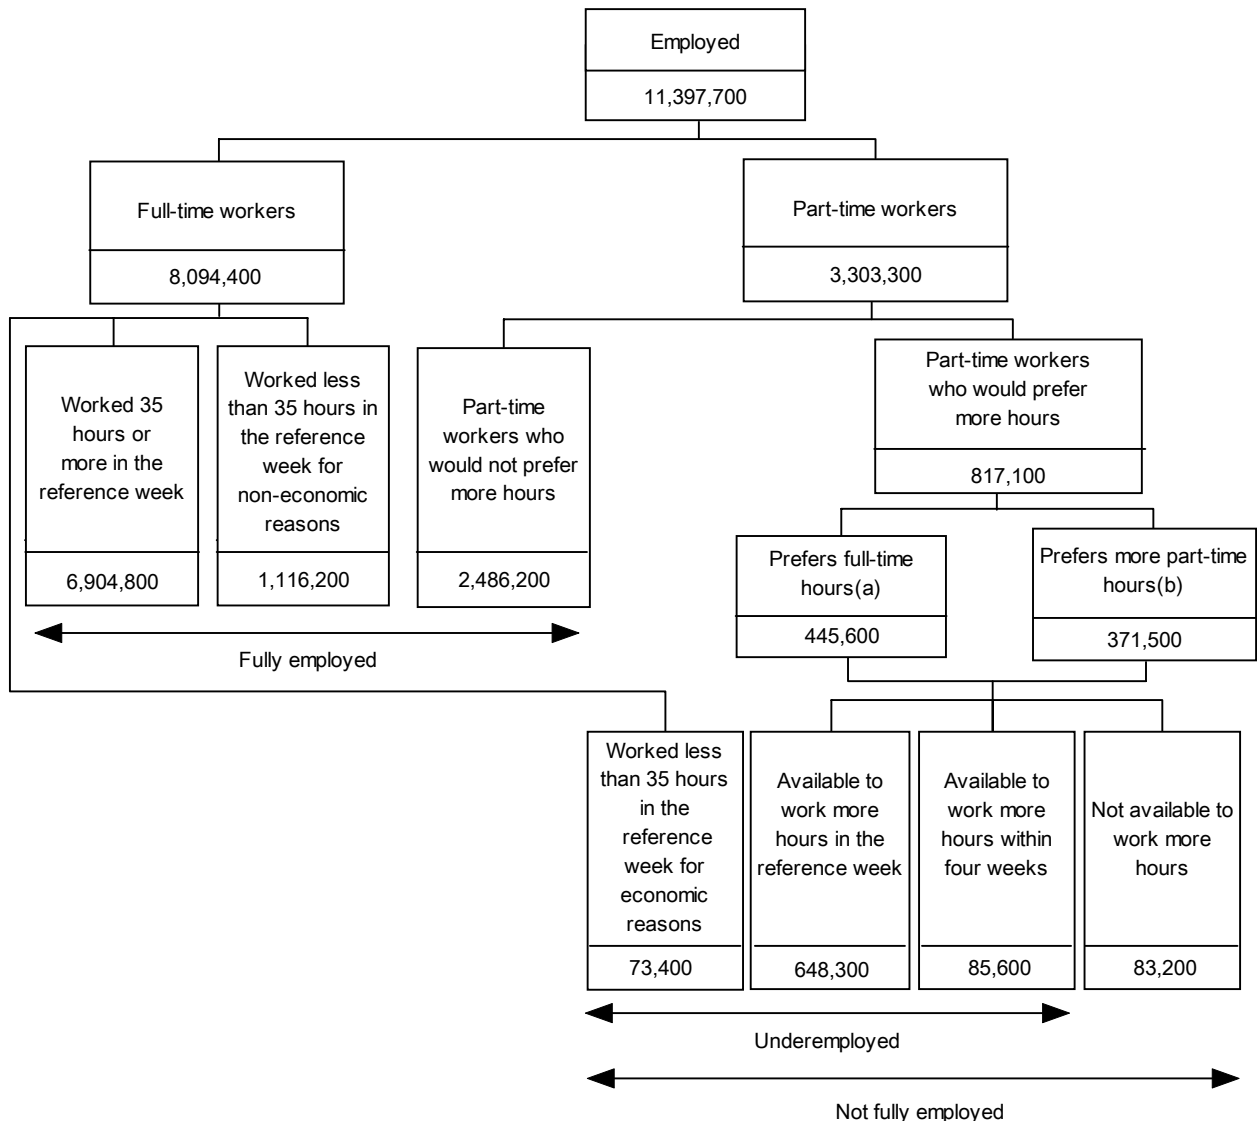 Employed
11,397,700
Full-time workers
8,094,400
Part-time workers
3,303,300
Worked 35
hours or
more in the
reference week
6,904,800
Worked less
than 35 hours in
the reference
week for
non-economic
reasons
1,116,200
Part-time
workers who
would not prefer
more hours
2,486,200
Part-time workers
who would prefer
more hours
817,100
Prefers full-time
hours(a)
445,600
Prefers more part-time
hours(b)
371,500
Fully employed
Worked less
than 35 hours
in the
reference
week for
economic
reasons
73,400
Available to
work more
hours in the
reference week
648,300
Available to
work more
hours within
four weeks
85,600
Not available to
work more
hours
83,200
Underemployed
Not fully employed